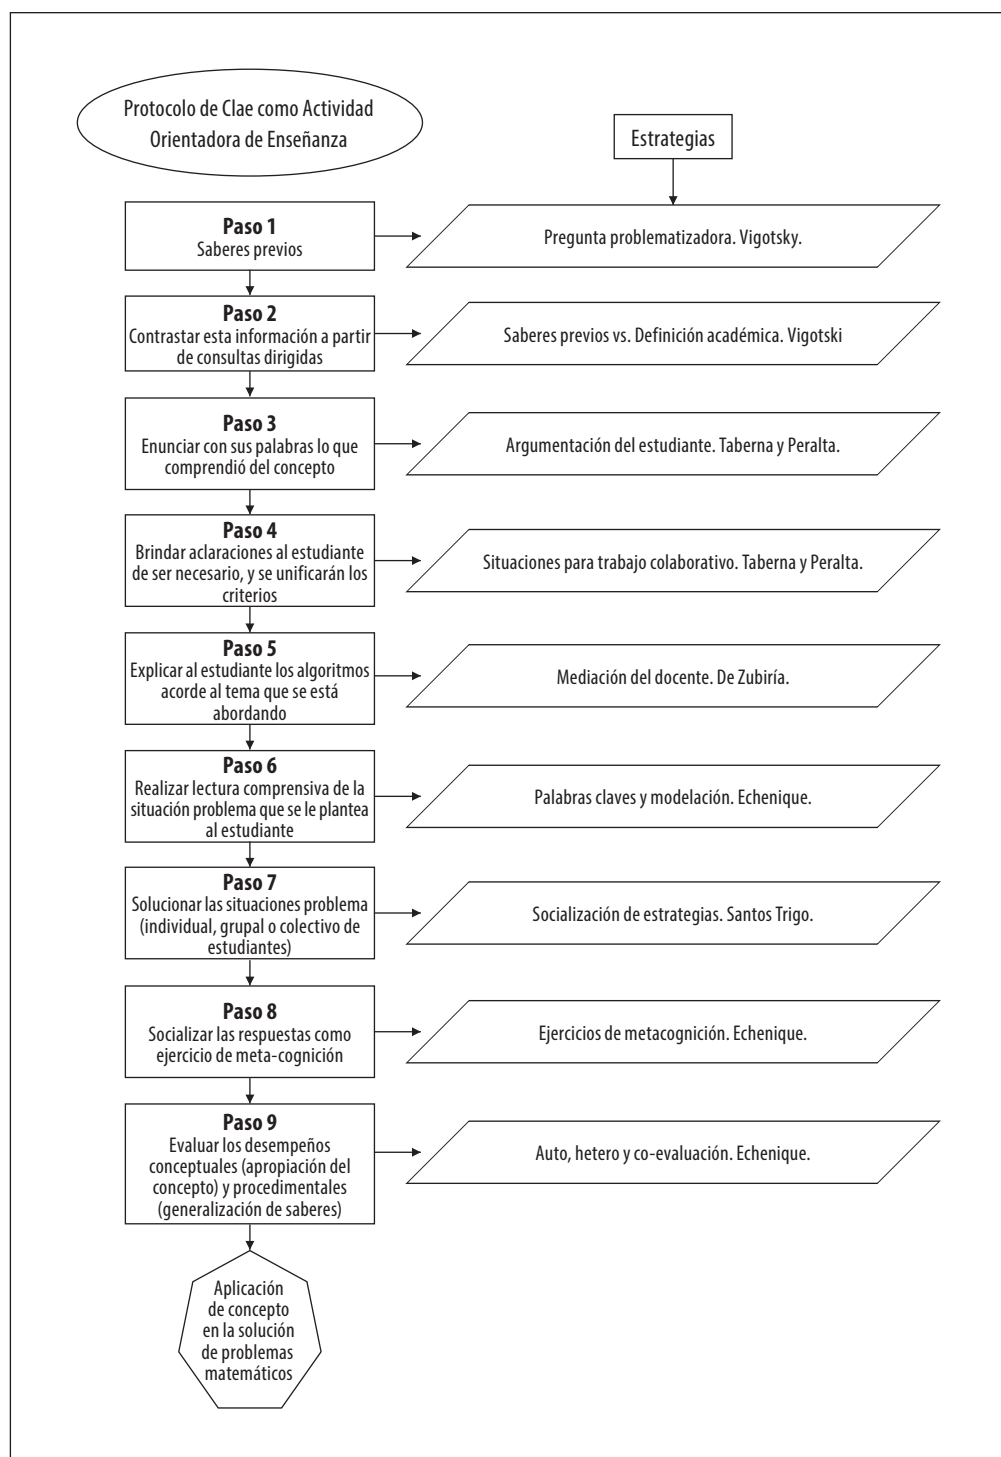 Protocolo de Clae como Actividad
Orientadora de Enseñanza
Estrategias
Paso 1
Saberes previos
Pregunta problematizadora. Vigotsky.
Paso 2
Contrastar esta información a partir
de consultas dirigidas
Saberes previos vs. Definición académica. Vigotski
Paso 3
Enunciar con sus palabras lo que
comprendió del concepto
Argumentación del estudiante. Taberna y Peralta.
Paso 4
Brindar aclaraciones al estudiante
de ser necesario, y se unificarán los
criterios
Situaciones para trabajo colaborativo. Taberna y Peralta.
Paso 5
Explicar al estudiante los algoritmos
acorde al tema que se está
abordando
Mediación del docente. De Zubiría.
Paso 6
Realizar lectura comprensiva de la
situación problema que se le plantea
al estudiante
Palabras claves y modelación. Echenique.
Paso 7
Solucionar las situaciones problema
(individual, grupal o colectivo de
estudiantes)
Socialización de estrategias. Santos Trigo.
Paso 8
Socializar las respuestas como
ejercicio de meta-cognición
Ejercicios de metacognición. Echenique.
Paso 9
Evaluar los desempeños
conceptuales (apropiación del
concepto) y procedimentales
(generalización de saberes)
Auto, hetero y co-evaluación. Echenique.
Aplicación
de concepto
en la solución
de problemas
matemáticos